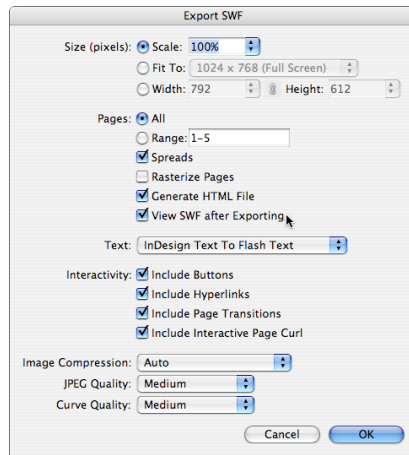 Export SWF
Size (pixels): Scale: 100%
Fit To: 1024 x 768 (Full Screen)
Width: 792 Height: 612
Pages: All
Range: 1-5
Spreads
Rasterize Pages
Generate HTML File
View SWF after Exporting
Text: InDesign Text To Flash Text
Interactivity: Include Buttons
Include Hyperlinks
Include Page Transitions
Include Interactive Page Curl
Image Compression: Auto
JPEG Quality: Medium
Curve Quality: Medium
Cancel OK